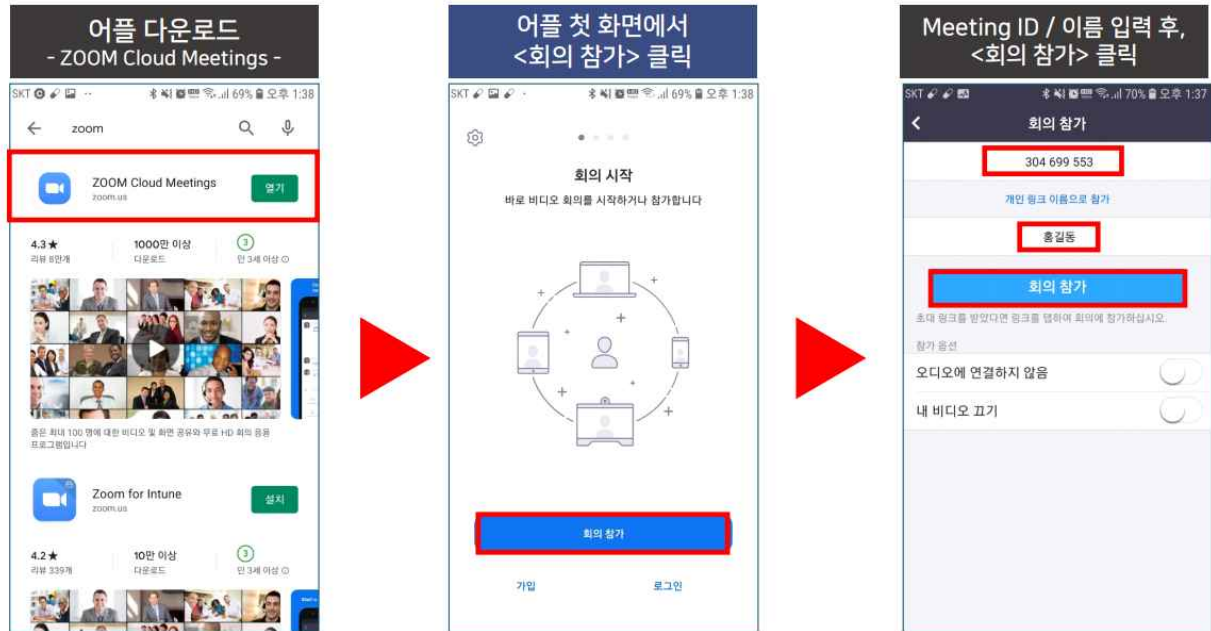 어플 다운로드
- ZOOM Cloud Meetings -
SKT 69% 오후 1:38
zoom
ZOOM Cloud Meetings
zoom.us
열기
4.3★
1000만 이상
3
리뷰 8만개
다운로드
만 3세 이상
줌은 최대 100 명에 대한 비디오 및 화면 공유와 무료 HD 회의 응용
프로그램입니다
Zoom for Intune
zoom.us
설치
4.2★
10만 이상
3
리뷰 339개
다운로드
만 3세 이상
어플 첫 화면에서
<회의 참가> 클릭
SKT 69% 오후 1:38
회의 시작
바로 비디오 회의를 시작하거나 참가합니다
회의 참가
가입 로그인
Meeting ID / 이름 입력 후,
<회의 참가> 클릭
SKT 70% 오후 1:37
회의 참가
304 699 553
개인 링크 이름으로 참가
홍길동
회의 참가
초대 링크를 받았다면 링크를 탭하여 회의에 참가하십시오.
참가 옵션
오디오에 연결하지 않음
내 비디오 끄기